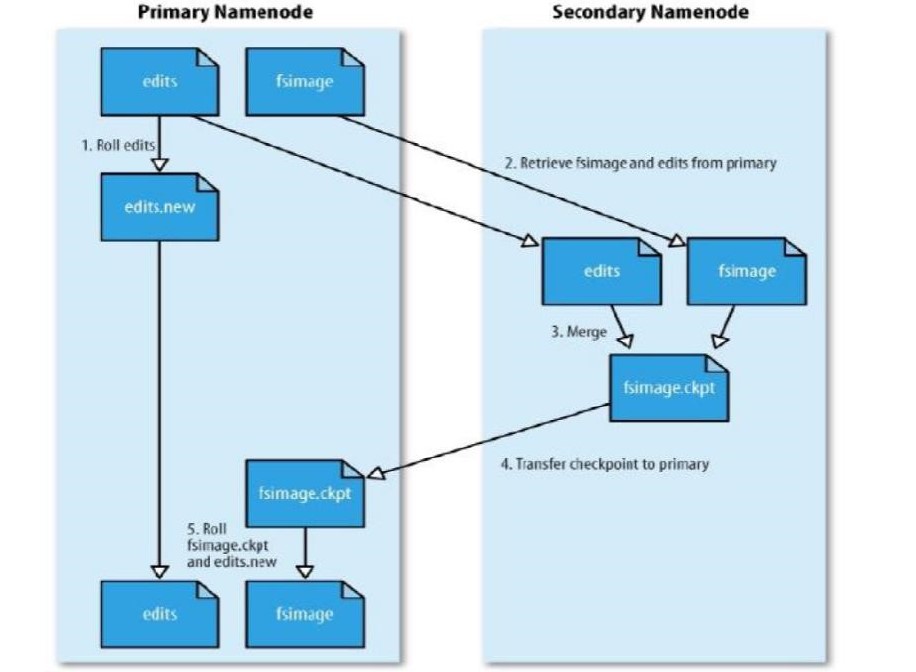 Primary Namenode
Secondary Namenode
edits
fsimage
1. Roll edits
2. Retrieve fsimage and edits from primary
edits.new
edits
fsimage
3. Merge
fsimage.ckpt
4. Transfer checkpoint to primary
fsimage.ckpt
5. Roll
fsimage.ckpt
and edits.new
edits
fsimage